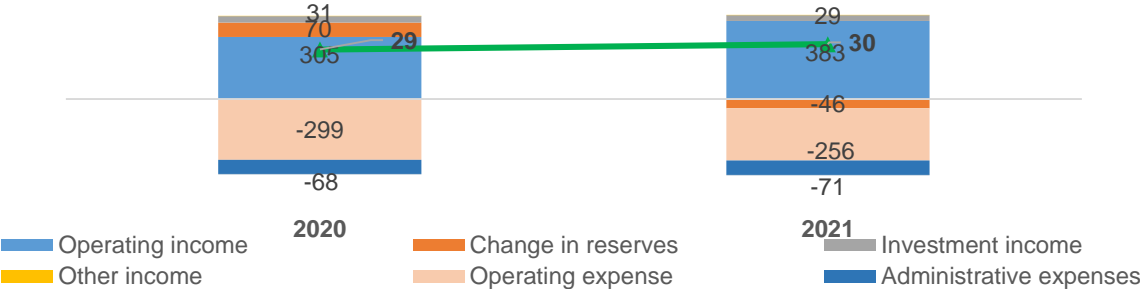 31
29
70
29
30
305
383
-46
-299
-256
-68
-71
2020
2021
Operating income
Change in reserves
Investment income
Other income
Operating expense
Administrative expenses